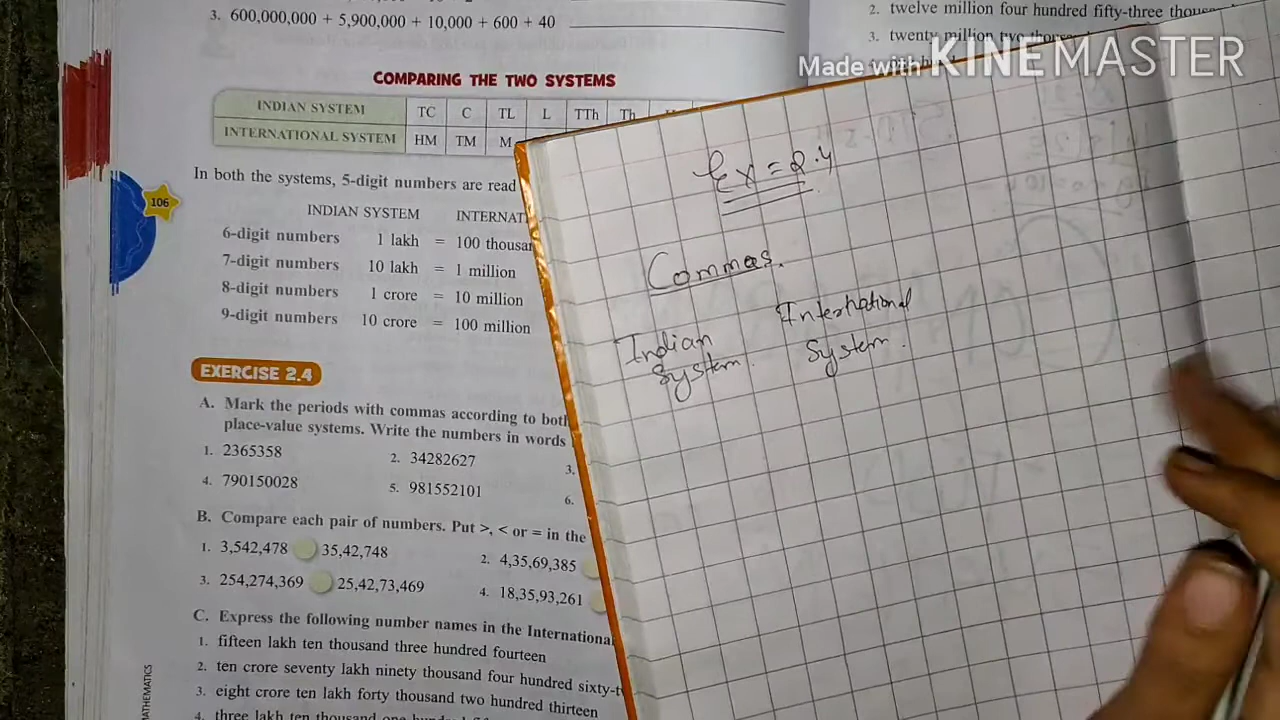 3. 600,000,000 + 5,900,000 + 10,000 + 600 + 40
2. twelve million four hundred fifty-three
3. twenty million two
Made with KINEMASTER
COMPARING THE TWO SYSTEMS
INDIAN SYSTEM TC C TL L TTh Th
INTERNATIONAL SYSTEM HM TM M
In both the systems, 5-digit numbers are read
106
INDIAN SYSTEM
6-digit numbers 1 lakh = 100
7-digit numbers 10 lakh = 1 million
8-digit numbers 1 crore = 10 million
9-digit numbers 10 crore = 100 million
EXERCISE 2.4
A. Mark the periods with commas according to both
place-value systems. Write the numbers in words
1. 2365358 2. 34282627 3.
4. 790150028 5. 981552101 6.
B. Compare each pair of numbers. Put >, < or = in the
1. 3,542,478 35,42,748 2. 4,35,69,385
3. 254,274,369 25,42,73,469 4. 18,35,93,261
C. Express the following number names in the International
1. fifteen lakh ten thousand three hundred fourteen
2. ten crore seventy lakh ninety thousand four hundred
3. eight crore ten lakh forty thousand two hundred thirteen
4. three lakh ten thousand one
MATHEMATICS
Ex = 2.4
Commas.
Indian System. International System.